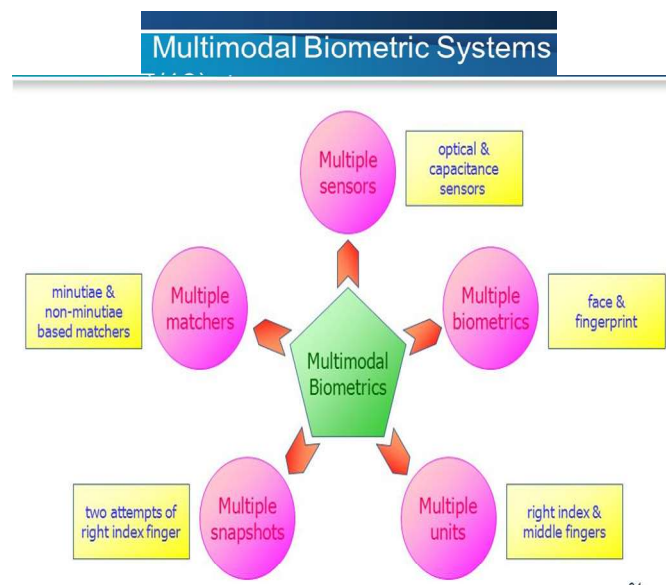 Multimodal Biometric Systems
Multiple
sensors
optical &
capacitance
sensors
minutiae &
non-minutiae
based matchers
Multiple
matchers
Multiple
biometrics
face &
fingerprint
Multimodal
Biometrics
two attempts of
right index finger
Multiple
snapshots
Multiple
units
right index &
middle fingers